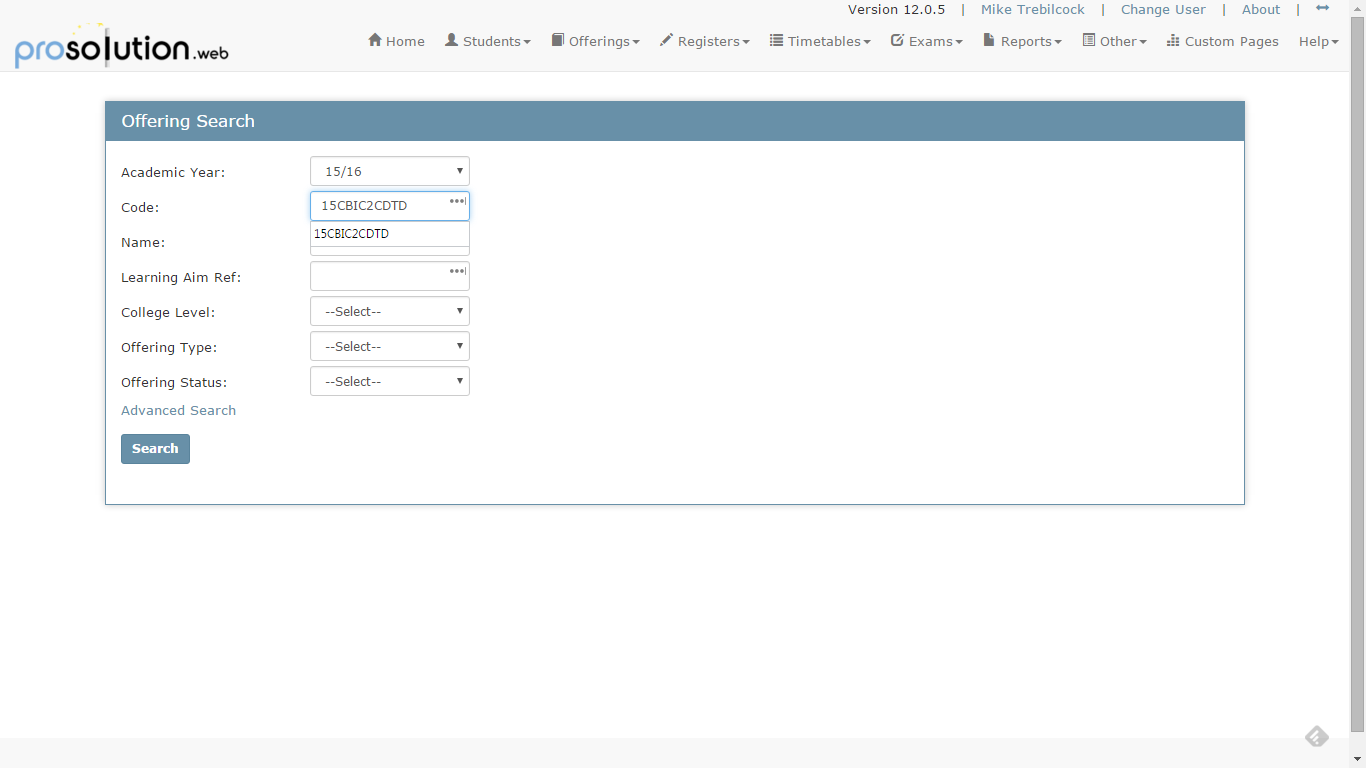 Version 12.0.5 | Mike Trebilcock | Change User | About |
prosolution.web
Home Students Offerings Registers Timetables Exams Reports Other Custom Pages Help
Offering Search
Academic Year: 15/16
Code: 15CBIC2CDTD
15CBIC2CDTD
Name:
Learning Aim Ref:
College Level: --Select--
Offering Type: --Select--
Offering Status: --Select--
Advanced Search
Search